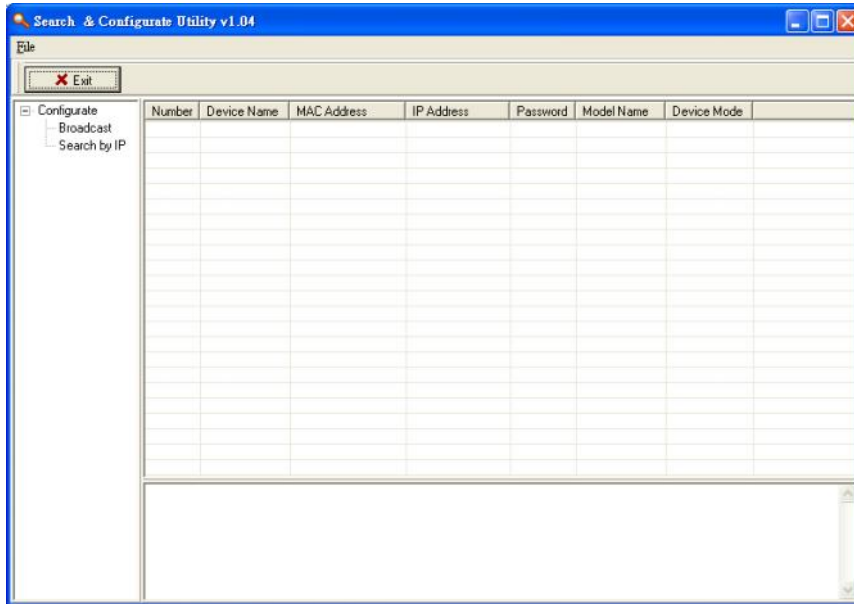 Search & Configurate Utility v1.04
File
Exit
Configurate
Broadcast
Search by IP
Number Device Name MAC Address IP Address Password Model Name Device Mode